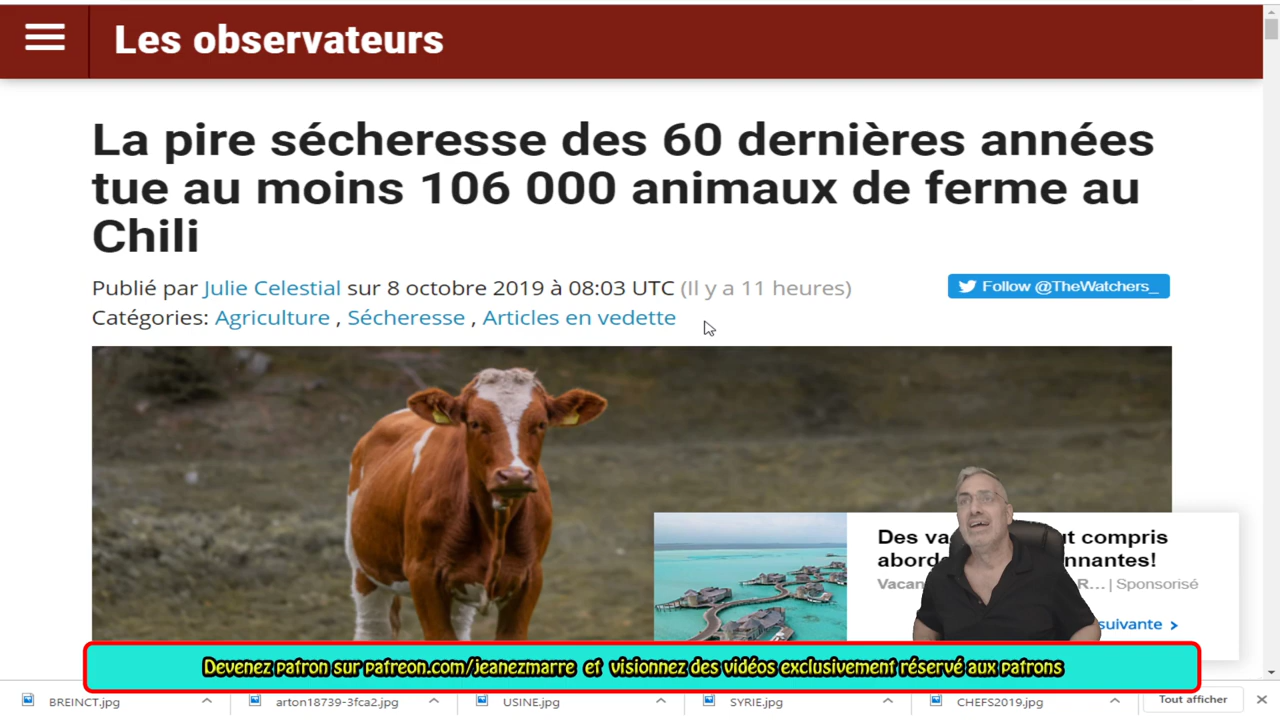 Les observateurs
La pire sécheresse des 60 dernières années
tue au moins 106 000 animaux de ferme au
Chili
Publié par Julie Celestial sur 8 octobre 2019 à 08:03 UTC (Il y a 11 heures)
Follow @TheWatchers_
Catégories: Agriculture , Sécheresse , Articles en vedette
Des va ut compris
abord nnantes!
Vacan R... | Sponsorisé
suivante >
Devenez patron sur patreon.com/jeanezmarre et visionnez des vidéos exclusivement réservé aux patrons
BREINCT.jpg
arton18739-3fca2.jpg
USINE.jpg
SYRIE.jpg
CHEFS2019.jpg
Tout afficher